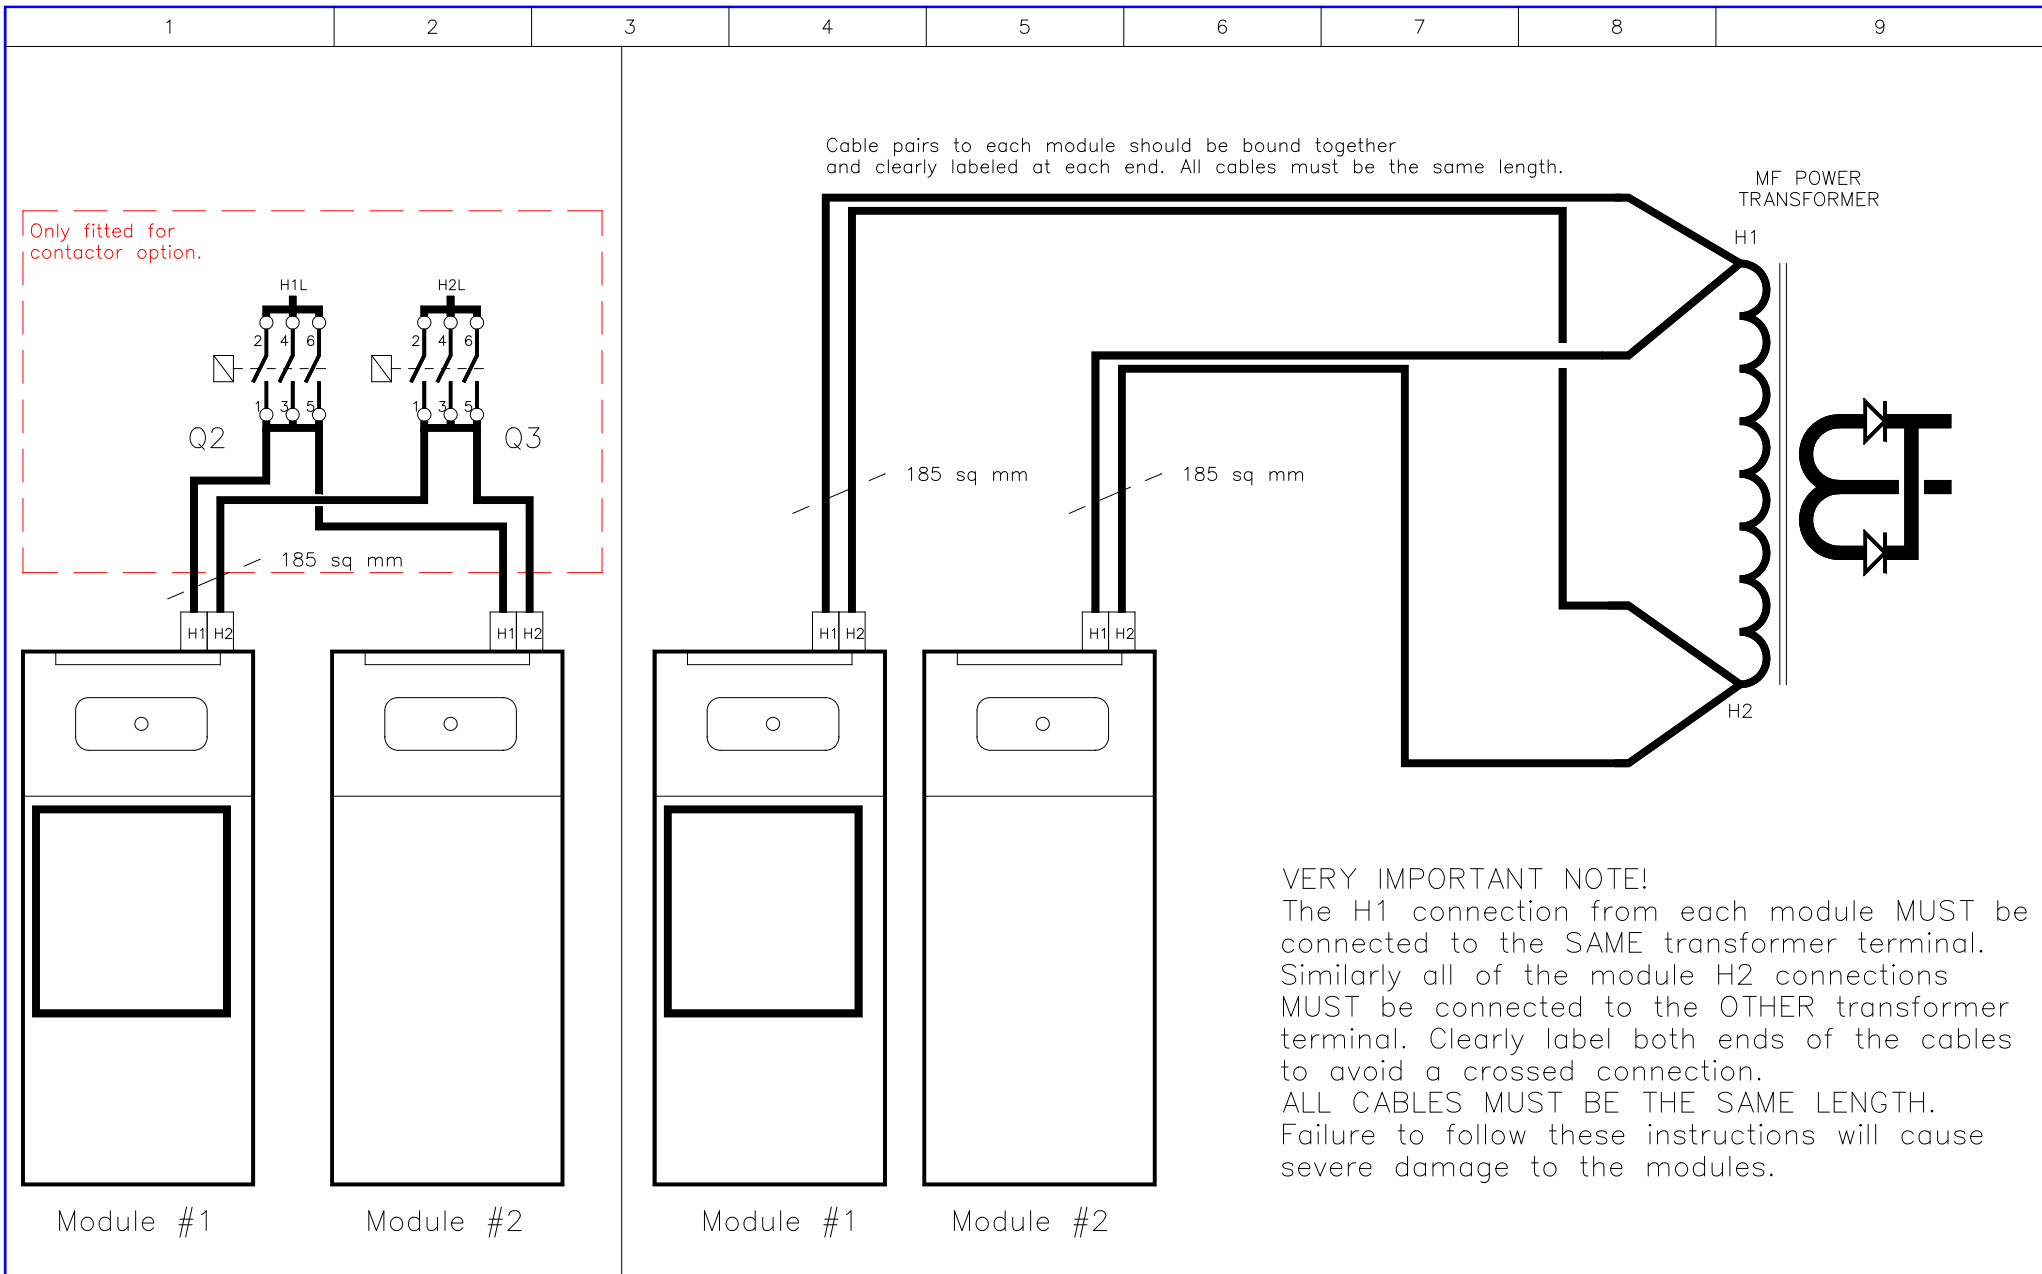 1 2 3 4 5 6 7 8 9
Cable pairs to each module should be bound together
and clearly labeled at each end. All cables must be the same length.
MF POWER
TRANSFORMER
Only fitted for
contactor option.
H1
H1L H2L
2 4 6 2 4 6
1 3 5 1 3 5
Q2 Q3
185 sq mm 185 sq mm
185 sq mm
H1 H2 H1 H2 H1 H2 H1 H2
H2
VERY IMPORTANT NOTE!
The H1 connection from each module MUST be
connected to the SAME transformer terminal.
Similarly all of the module H2 connections
MUST be connected to the OTHER transformer
terminal. Clearly label both ends of the cables
to avoid a crossed connection.
ALL CABLES MUST BE THE SAME LENGTH.
Failure to follow these instructions will cause
severe damage to the modules.
Module #1 Module #2 Module #1 Module #2